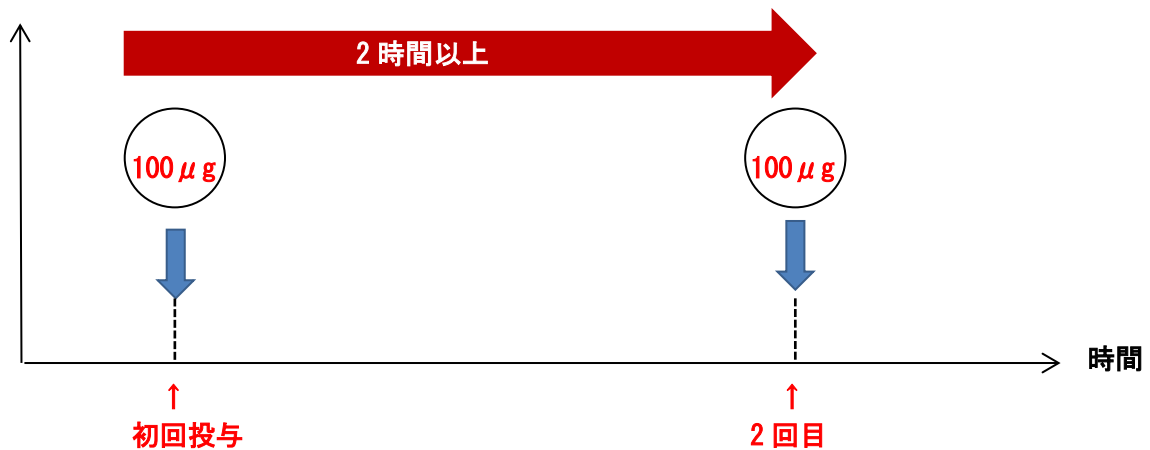 2 時間以上
100μg
100μg
時間
↑
↑
初回投与
2 回目